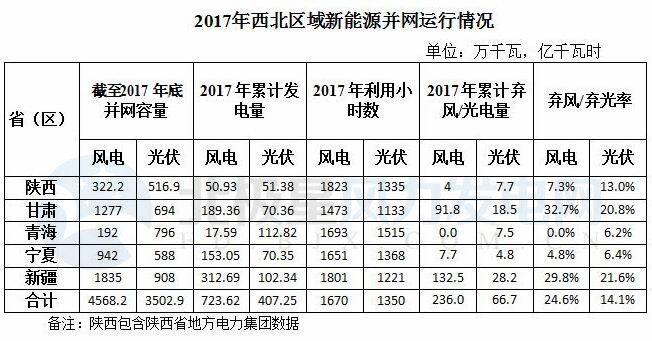 2017年西北区域新能源并网运行情况
单位：万千瓦，亿千瓦时
省（区） 截至2017年底并网容量 2017年累计发电量 2017年利用小时数 2017年累计弃风/光电量 弃风/弃光率
风电 光伏 风电 光伏 风电 光伏 风电 光伏 风电 光伏
陕西 322.2 516.9 50.93 51.38 1823 1335 4 7.7 7.3% 13.0%
甘肃 1277 694 189.36 70.36 1473 1133 91.8 18.5 32.7% 20.8%
青海 192 796 17.59 112.82 1693 1515 0.0 7.5 0.0% 6.2%
宁夏 942 588 153.05 70.35 1651 1368 7.7 4.8 4.8% 6.4%
新疆 1835 908 312.69 102.34 1801 1221 132.5 28.2 29.8% 21.6%
合计 4568.2 3502.9 723.62 407.25 1670 1350 236.0 66.7 24.6% 14.1%
备注：陕西包含陕西省地方电力集团数据